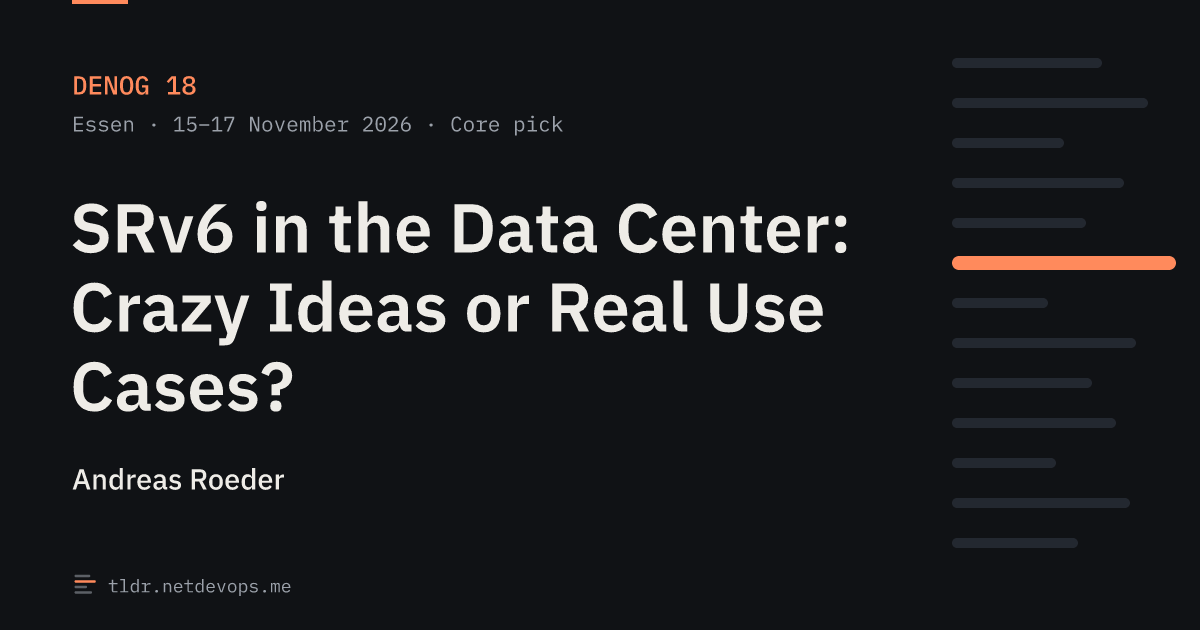 DENOG 18
Essen · 15–17 November 2026 · Core pick
SRv6 in the Data Center:
Crazy Ideas or Real Use
Cases?
Andreas Roeder
tldr.netdevops.me